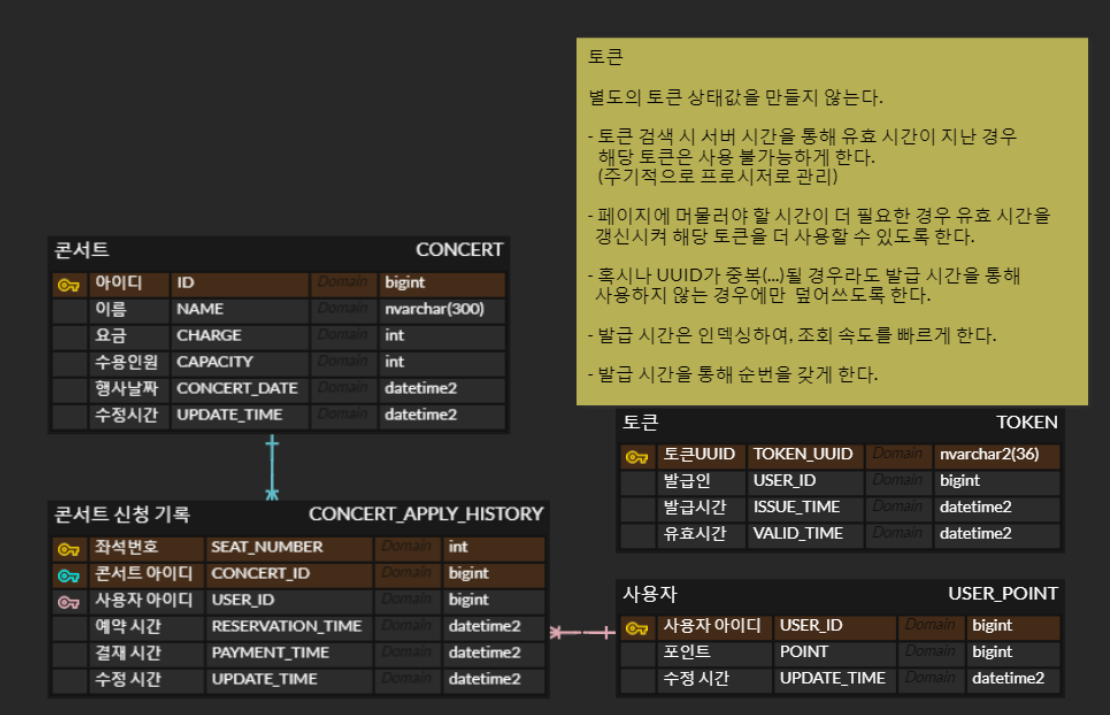 토큰
별도의 토큰 상태값을 만들지 않는다.
- 토큰 검색 시 서버 시간을 통해 유효 시간이 지난 경우
해당 토큰은 사용 불가능하게 한다.
(주기적으로 프로시저로 관리)
- 페이지에 머물러야 할 시간이 더 필요한 경우 유효 시간을
갱신시켜 해당 토큰을 더 사용할 수 있도록 한다.
- 혹시나 UUID가 중복(...)될 경우라도 발급 시간을 통해
사용하지 않는 경우에만 덮어쓰도록 한다.
- 발급 시간은 인덱싱하여, 조회 속도를 빠르게 한다.
- 발급 시간을 통해 순번을 갖게 한다.
콘서트 CONCERT
아이디 ID Domain bigint
이름 NAME Domain nvarchar(300)
요금 CHARGE Domain int
수용인원 CAPACITY Domain int
행사날짜 CONCERT_DATE Domain datetime2
수정시간 UPDATE_TIME Domain datetime2
토큰 TOKEN
토큰UUID TOKEN_UUID Domain nvarchar2(36)
발급인 USER_ID Domain bigint
발급시간 ISSUE_TIME Domain datetime2
유효시간 VALID_TIME Domain datetime2
콘서트 신청 기록 CONCERT_APPLY_HISTORY
좌석번호 SEAT_NUMBER Domain int
콘서트 아이디 CONCERT_ID Domain bigint
사용자 아이디 USER_ID Domain bigint
예약 시간 RESERVATION_TIME Domain datetime2
결재 시간 PAYMENT_TIME Domain datetime2
수정 시간 UPDATE_TIME Domain datetime2
사용자 USER_POINT
사용자 아이디 USER_ID Domain bigint
포인트 POINT Domain bigint
수정 시간 UPDATE_TIME Domain datetime2